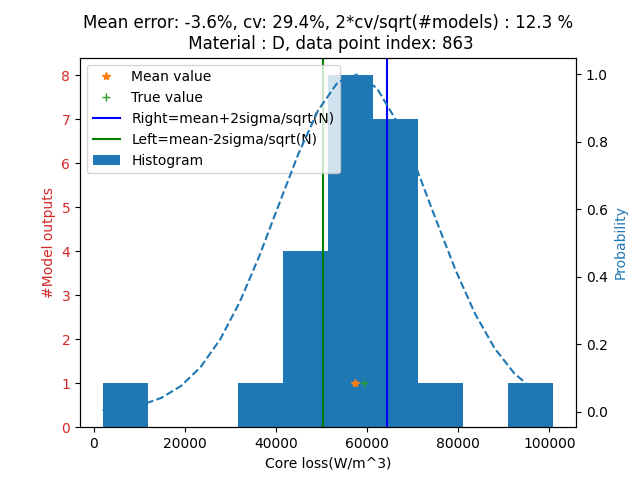 Mean error: -3.6%, cv: 29.4%, 2*cv/sqrt(#models) : 12.3 %
Material : D, data point index: 863
Mean value
True value
Right=mean+2sigma/sqrt(N)
Left=mean-2sigma/sqrt(N)
Histogram
8
7
6
5
4
3
2
1
0
#Model outputs
1.0
0.8
0.6
0.4
0.2
0.0
Probability
0
20000
40000
60000
80000
100000
Core loss(W/m^3)